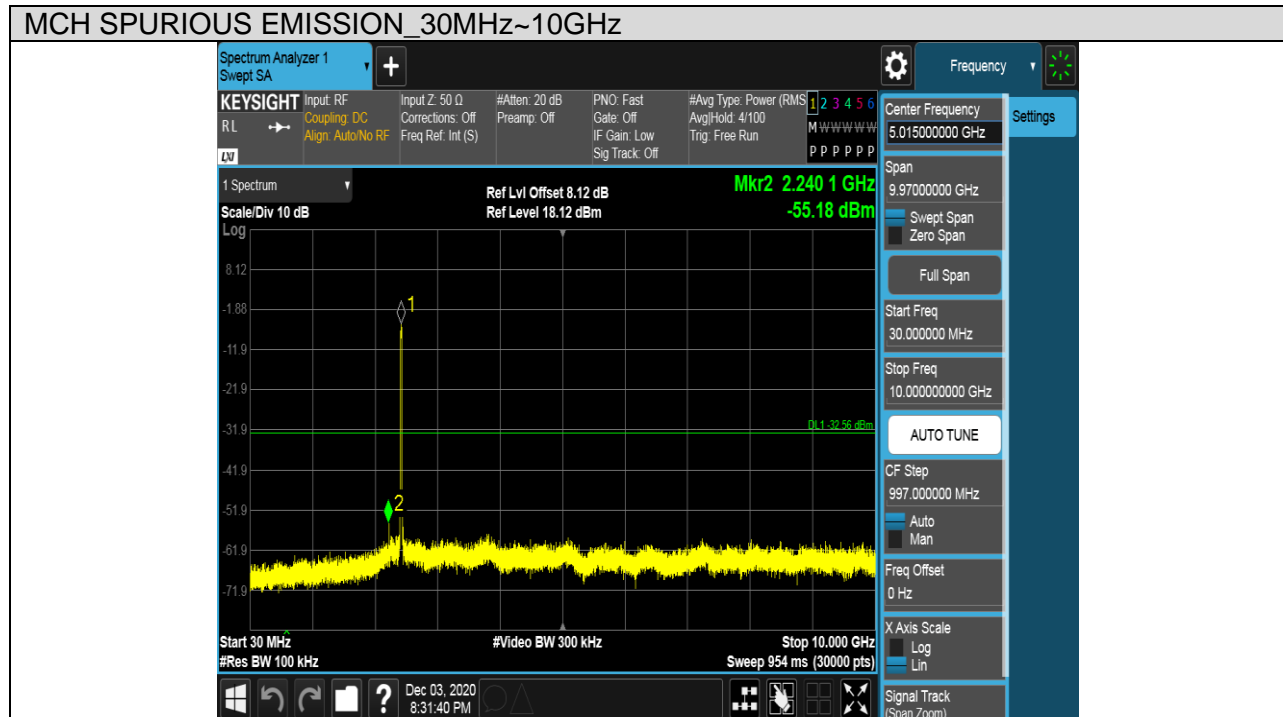 MCH SPURIOUS EMISSION_30MHz~10GHz
Spectrum Analyzer 1
Swept SA
+
Frequency
KEYSIGHT
RL
LXI
Input: RF
Coupling: DC
Align: Auto/No RF
Input Z: 50 Ω
Corrections: Off
Freq Ref: Int (S)
#Atten: 20 dB
Preamp: Off
PNO: Fast
Gate: Off
IF Gain: Low
Sig Track: Off
#Avg Type: Power (RMS
Avg|Hold: 4/100
Trig: Free Run
1 2 3 4 5 6
M W W W W W
P P P P P P
1 Spectrum
Scale/Div 10 dB
Log
Ref Lvl Offset 8.12 dB
Ref Level 18.12 dBm
Mkr2 2.240 1 GHz
-55.18 dBm
8.12
-1.88
-11.9
-21.9
-31.9
-41.9
-51.9
-61.9
-71.9
1
2
DL1 -32.56 dBm
Start 30 MHz
#Res BW 100 kHz
#Video BW 300 kHz
Stop 10.000 GHz
Sweep 954 ms (30000 pts)
?
Dec 03, 2020
8:31:40 PM
Center Frequency
5.015000000 GHz
Settings
Span
9.97000000 GHz
Swept Span
Zero Span
Full Span
Start Freq
30.000000 MHz
Stop Freq
10.000000000 GHz
AUTO TUNE
CF Step
997.000000 MHz
Auto
Man
Freq Offset
0 Hz
X Axis Scale
Log
Lin
Signal Track
(Span Zoom)